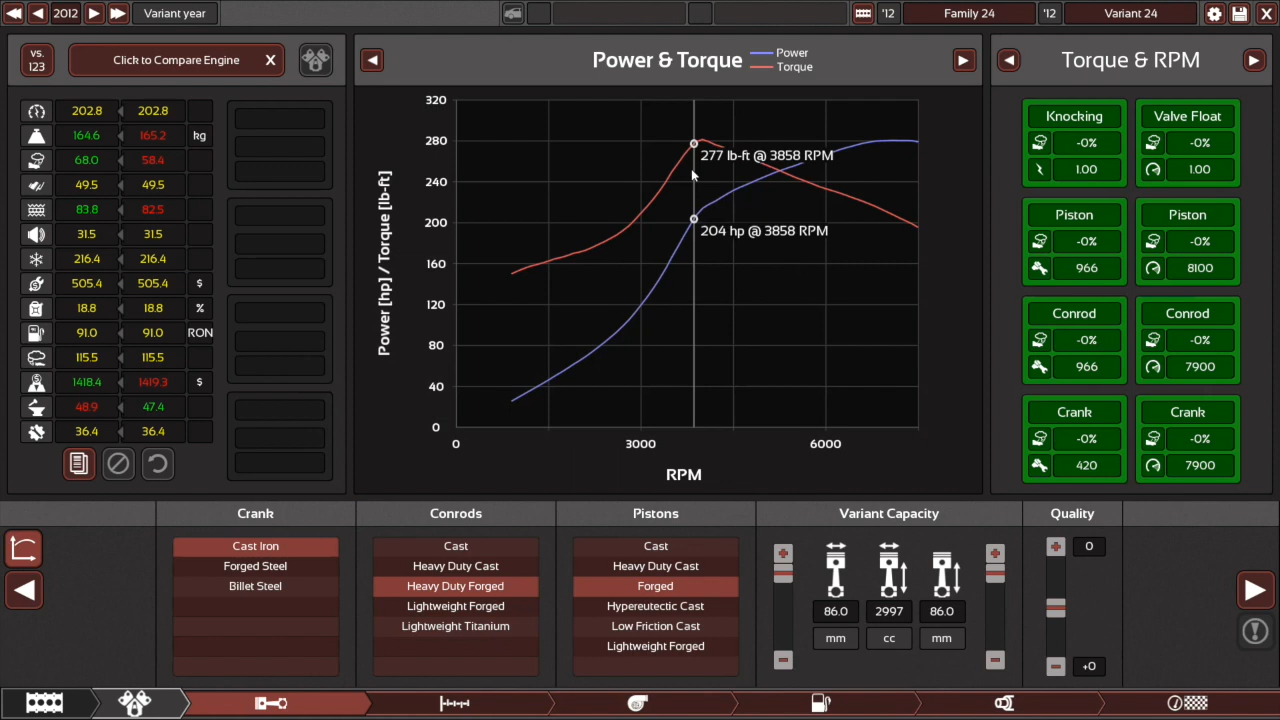 2012
Variant year
'12
Family 24
'12
Variant 24
vs.
123
Click to Compare Engine
X
202.8 202.8
164.6 165.2 kg
68.0 58.4
49.5 49.5
83.8 82.5
31.5 31.5
216.4 216.4
505.4 505.4 $
18.8 18.8 %
91.0 91.0 RON
115.5 115.5
1418.4 1419.3 $
48.9 47.4
36.4 36.4
Power & Torque
Power
Torque
320
280
240
200
160
120
80
40
0
0 3000 6000
Power [hp] / Torque [lb-ft]
RPM
277 lb-ft @ 3858 RPM
204 hp @ 3858 RPM
Torque & RPM
Knocking Valve Float
-0% -0%
1.00 1.00
Piston Piston
-0% -0%
966 8100
Conrod Conrod
-0% -0%
966 7900
Crank Crank
-0% -0%
420 7900
Crank
Cast Iron
Forged Steel
Billet Steel
Conrods
Cast
Heavy Duty Cast
Heavy Duty Forged
Lightweight Forged
Lightweight Titanium
Pistons
Cast
Heavy Duty Cast
Forged
Hypereutectic Cast
Low Friction Cast
Lightweight Forged
Variant Capacity
86.0 2997 86.0
mm cc mm
Quality
0
+0